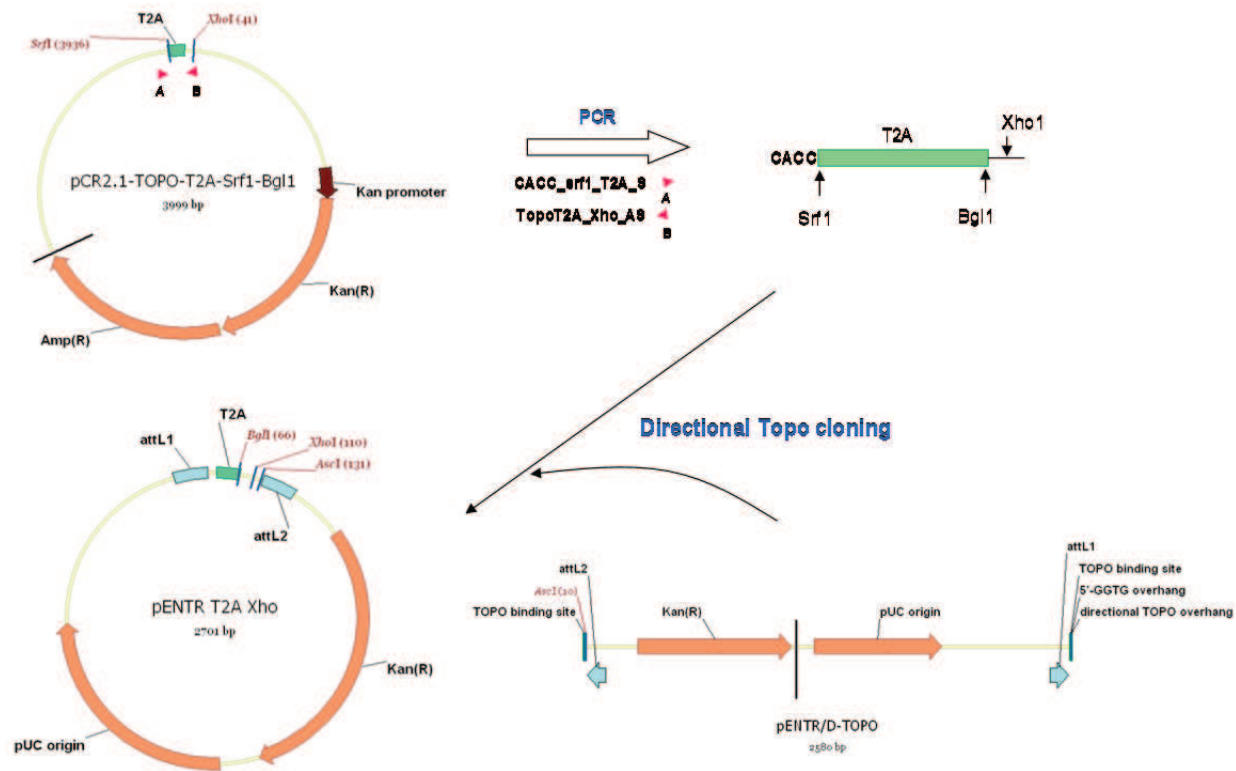 T2A
XhoI (41)
SrfI (3936)
A
B
pCR2.1-TOPO-T2A-Srf1-Bgl1
3999 bp
Kan promoter
Kan(R)
Amp(R)
PCR
CACC_srf1_T2A_S
A
TopoT2A_Xho_AS
B
T2A
Xho1
CACC
Srf1
Bgl1
Directional Topo cloning
T2A
attL1
BglI (66)
XhoI (110)
AscI (131)
attL2
pENTR T2A Xho
2701 bp
Kan(R)
pUC origin
attL2
AscI (20)
TOPO binding site
Kan(R)
pUC origin
attL1
TOPO binding site
5'-GGTG overhang
directional TOPO overhang
pENTR/D-TOPO
2580 bp